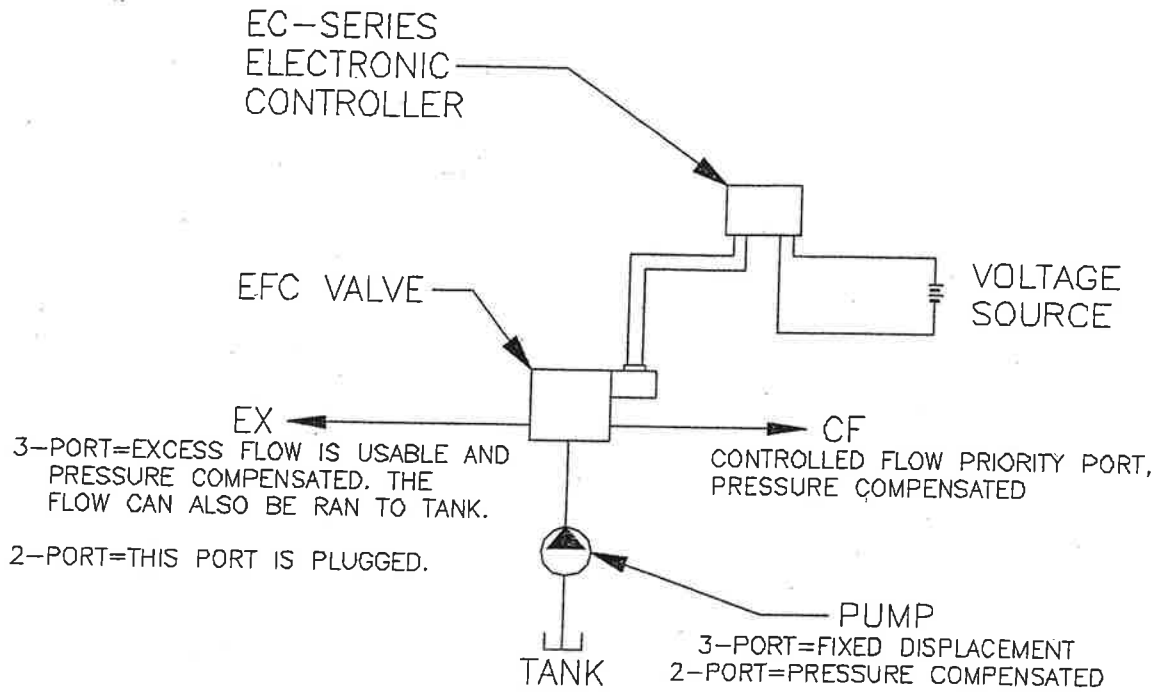 EC-SERIES
ELECTRONIC
CONTROLLER
EFC VALVE
VOLTAGE
SOURCE
EX
3-PORT=EXCESS FLOW IS USABLE AND
PRESSURE COMPENSATED. THE
FLOW CAN ALSO BE RAN TO TANK.
2-PORT=THIS PORT IS PLUGGED.
CF
CONTROLLED FLOW PRIORITY PORT,
PRESSURE COMPENSATED
PUMP
3-PORT=FIXED DISPLACEMENT
2-PORT=PRESSURE COMPENSATED
TANK